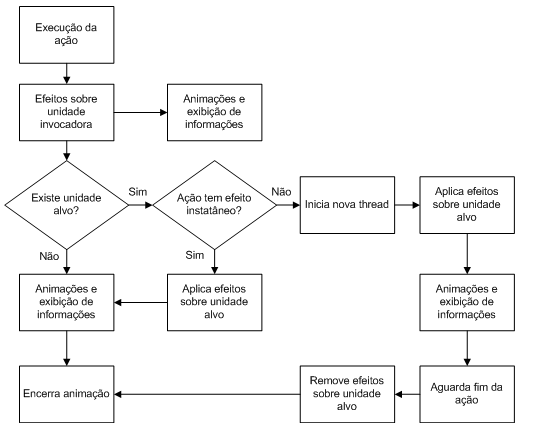 Execução da
ação
Efeitos sobre
unidade
invocadora
Animações e
exibição de
informações
Existe unidade
alvo?
Sim
Ação tem efeito
instatâneo?
Não
Inicia nova thread
Aplica efeitos
sobre unidade
alvo
Não
Sim
Animações e
exibição de
informações
Aplica efeitos
sobre unidade
alvo
Animações e
exibição de
informações
Encerra animação
Remove efeitos
sobre unidade
alvo
Aguarda fim da
ação